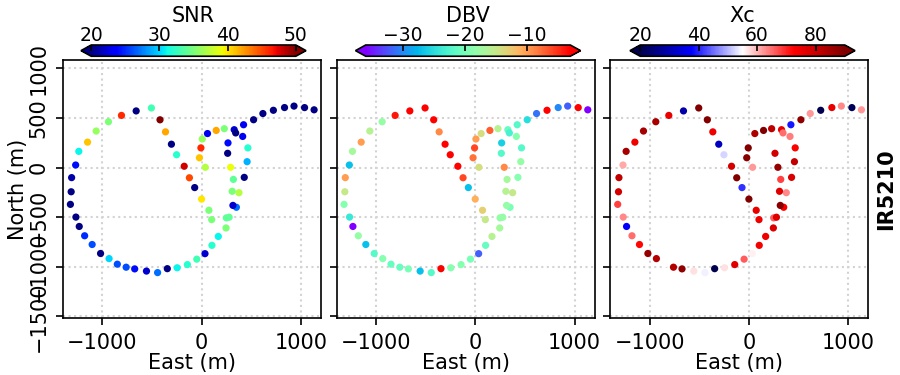 SNR DBV Xc
20 30 40 50 −30 −20 −10 20 40 60 80
1000
500
0
−500
−1000
−1500
North (m)
−1000 0 1000 −1000 0 1000 −1000 0 1000
East (m) East (m) East (m)
IR5210